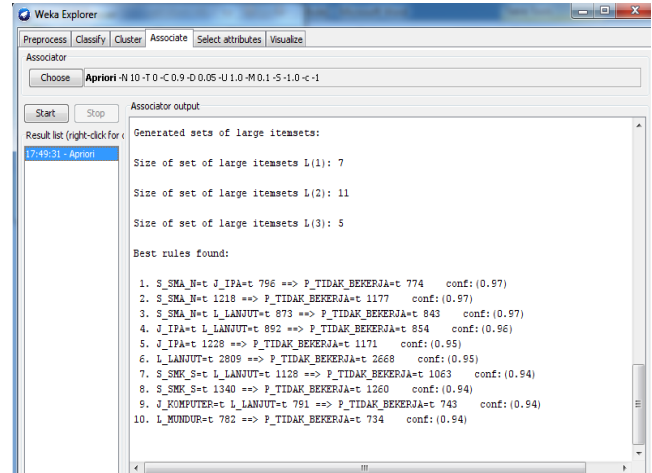 Weka Explorer
Preprocess Classify Cluster Associate Select attributes Visualize
Associator
Choose Apriori -N 10 -T 0 -C 0.9 -D 0.05 -U 1.0 -M 0.1 -S -1.0 -c -1
Start Stop
Associator output
Result list (right-click for
17:49:31 - Apriori
Generated sets of large itemsets:
Size of set of large itemsets L(1): 7
Size of set of large itemsets L(2): 11
Size of set of large itemsets L(3): 5
Best rules found:
1. S_SMA_N=t J_IPA=t 796 ==> P_TIDAK_BEKERJA=t 774 conf:(0.97)
2. S_SMA_N=t 1218 ==> P_TIDAK_BEKERJA=t 1177 conf:(0.97)
3. S_SMA_N=t L_LANJUT=t 873 ==> P_TIDAK_BEKERJA=t 843 conf:(0.97)
4. J_IPA=t L_LANJUT=t 892 ==> P_TIDAK_BEKERJA=t 854 conf:(0.96)
5. J_IPA=t 1228 ==> P_TIDAK_BEKERJA=t 1171 conf:(0.95)
6. L_LANJUT=t 2809 ==> P_TIDAK_BEKERJA=t 2668 conf:(0.95)
7. S_SMK_S=t L_LANJUT=t 1128 ==> P_TIDAK_BEKERJA=t 1063 conf:(0.94)
8. S_SMK_S=t 1340 ==> P_TIDAK_BEKERJA=t 1260 conf:(0.94)
9. J_KOMPUTER=t L_LANJUT=t 791 ==> P_TIDAK_BEKERJA=t 743 conf:(0.94)
10. L_MUNDUR=t 782 ==> P_TIDAK_BEKERJA=t 734 conf:(0.94)